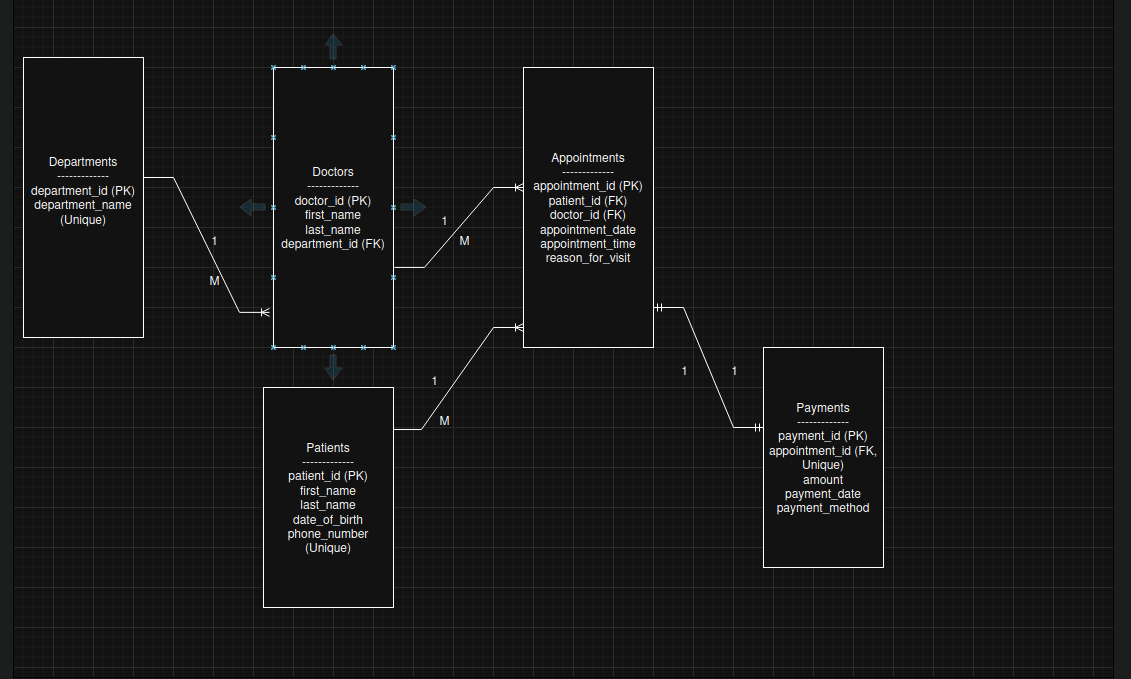 Departments
-------------
department_id (PK)
department_name
(Unique)
1
M
Doctors
-------------
doctor_id (PK)
first_name
last_name
department_id (FK)
1
M
Appointments
-------------
appointment_id (PK)
patient_id (FK)
doctor_id (FK)
appointment_date
appointment_time
reason_for_visit
Patients
-------------
patient_id (PK)
first_name
last_name
date_of_birth
phone_number
(Unique)
1
M
1
1
Payments
-------------
payment_id (PK)
appointment_id (FK,
Unique)
amount
payment_date
payment_method